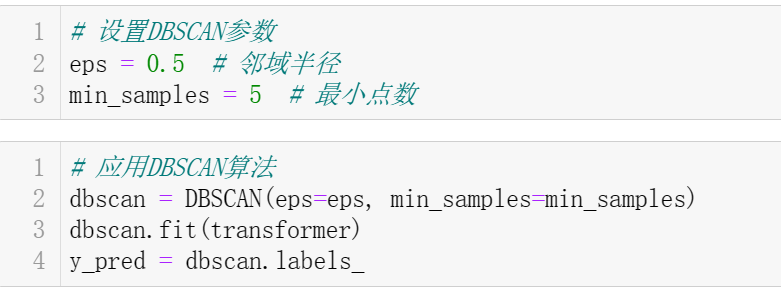 1 # 设置DBSCAN参数
2 eps = 0.5  # 邻域半径
3 min_samples = 5  # 最小点数
1 # 应用DBSCAN算法
2 dbscan = DBSCAN(eps=eps, min_samples=min_samples)
3 dbscan.fit(transformer)
4 y_pred = dbscan.labels_